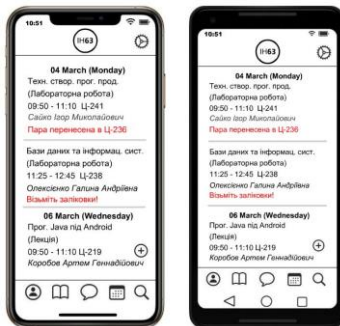 10:51
ІН63
04 March (Monday)
Техн. створ. прог. прод.
(Лабораторна робота)
09:50 - 11:10 Ц-241
Сайко Ігор Миколайович
Пара перенесена в Ц-236
Бази даних та інформац. сист.
(Лабораторна робота)
11:25 - 12:45 Ц-238
Олексієнко Галина Андріївна
Візьміть заліковки!
06 March (Wednesday)
Прог. Java під Android
(Лекція)
09:50 - 11:10 Ц-219
Коробов Артем Геннадійович
10:51
ІН63
04 March (Monday)
Техн. створ. прог. прод.
(Лабораторна робота)
09:50 - 11:10 Ц-241
Сайко Ігор Миколайович
Пара перенесена в Ц-236
Бази даних та інформац. сист.
(Лабораторна робота)
11:25 - 12:45 Ц-238
Олексієнко Галина Андріївна
Візьміть заліковки!
06 March (Wednesday)
Прог. Java під Android
(Лекція)
09:50 - 11:10 Ц-219
Коробов Артем Геннадійович